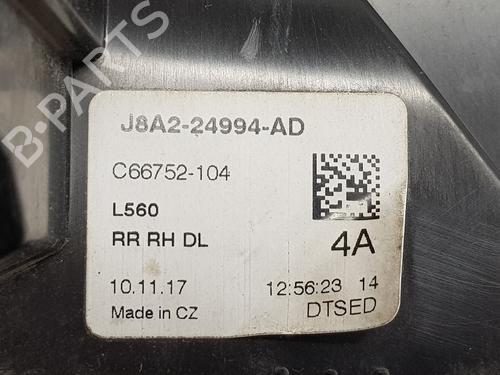 B-PARTS
J8A2-24994-AD
C66752-104
L560
RR RH DL
4A
10.11.17 12:56:23 14
Made in CZ DTSED